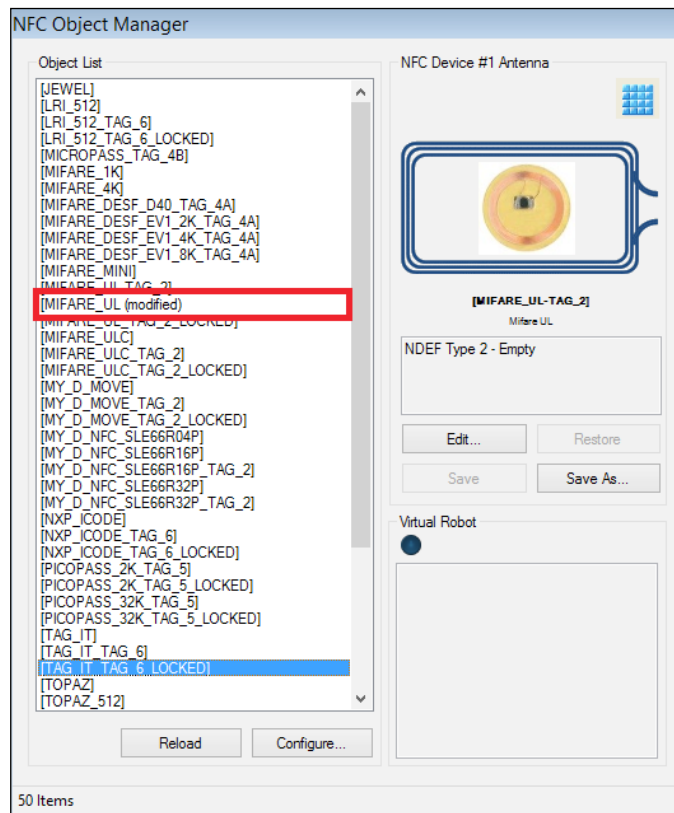 NFC Object Manager
Object List
[JEWEL]
[LRI_512]
[LRI_512_TAG_6]
[LRI_512_TAG_6_LOCKED]
[MICROPASS_TAG_4B]
[MIFARE_1K]
[MIFARE_4K]
[MIFARE_DESF_D40_TAG_4A]
[MIFARE_DESF_EV1_2K_TAG_4A]
[MIFARE_DESF_EV1_4K_TAG_4A]
[MIFARE_DESF_EV1_8K_TAG_4A]
[MIFARE_MINI]
[MIFARE_UL-TAG_2]
[MIFARE_UL (modified)
[MIFARE_UL_TAG_2_LOCKED]
[MIFARE_ULC]
[MIFARE_ULC_TAG_2]
[MIFARE_ULC_TAG_2_LOCKED]
[MY_D_MOVE]
[MY_D_MOVE_TAG_2]
[MY_D_MOVE_TAG_2_LOCKED]
[MY_D_NFC_SLE66R04P]
[MY_D_NFC_SLE66R16P]
[MY_D_NFC_SLE66R16P_TAG_2]
[MY_D_NFC_SLE66R32P]
[MY_D_NFC_SLE66R32P_TAG_2]
[NXP_ICODE]
[NXP_ICODE_TAG_6]
[NXP_ICODE_TAG_6_LOCKED]
[PICOPASS_2K_TAG_5]
[PICOPASS_2K_TAG_5_LOCKED]
[PICOPASS_32K_TAG_5]
[PICOPASS_32K_TAG_5_LOCKED]
[TAG_IT]
[TAG_IT_TAG_6]
[TAG_IT_TAG_6_LOCKED]
[TOPAZ]
[TOPAZ_512]
Reload
Configure...
NFC Device #1 Antenna
[MIFARE_UL-TAG_2]
Mifare UL
NDEF Type 2 - Empty
Edit...
Restore
Save
Save As...
Virtual Robot
50 Items